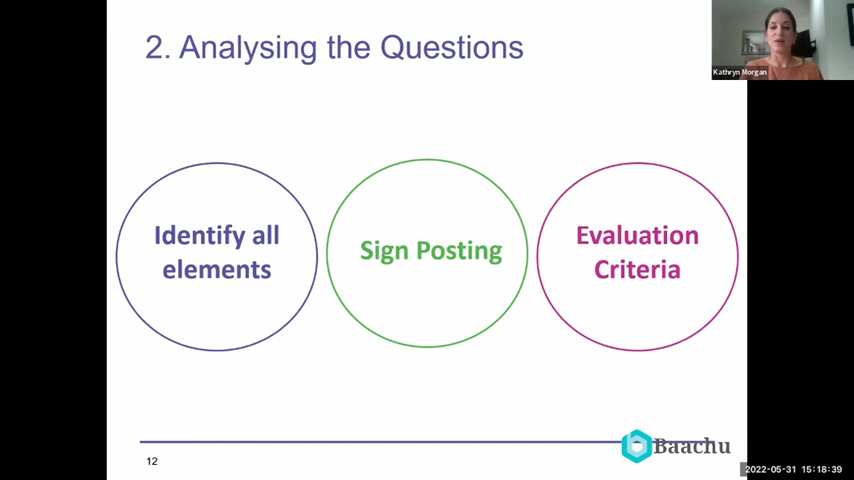 2. Analysing the Questions
Kathryn Morgan
Identify all
elements
Sign Posting
Evaluation
Criteria
12
Baachu
2022-05-31 15:18:39